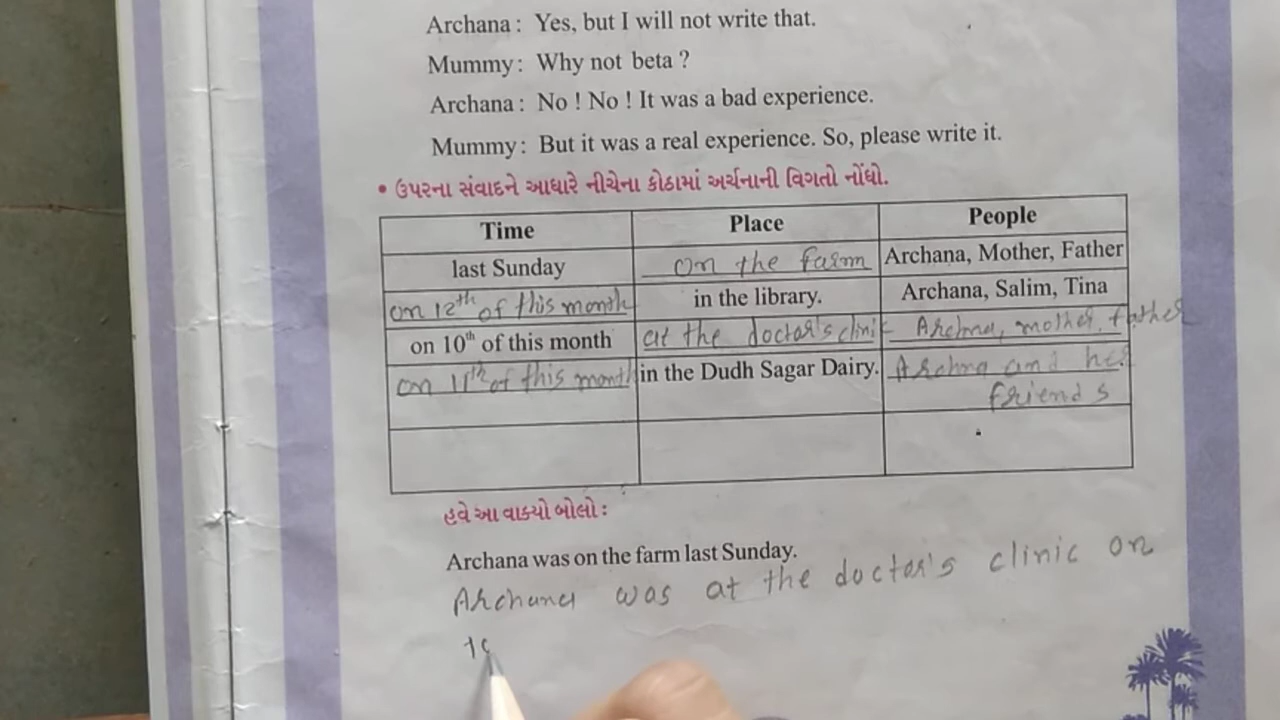 Archana : Yes, but I will not write that.
Mummy : Why not beta ?
Archana : No ! No ! It was a bad experience.
Mummy : But it was a real experience. So, please write it.
• ઉપરના સંવાદને આધારે નીચેના કોઠામાં અર્ચનાની વિગતો નોંધો.
Time Place People
last Sunday on the farm Archana, Mother, Father
on 12th of this month in the library. Archana, Salim, Tina
on 10th of this month at the doctor's clinic Archna, mother, father
on 11th of this month in the Dudh Sagar Dairy. Archna and her
friends
હવે આ વાક્યો બોલો :
Archana was on the farm last Sunday.
Archana was at the doctor's clinic on